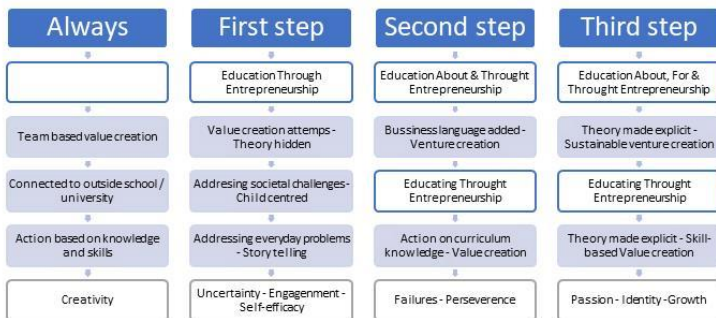 Always
Team based value creation
Connected to outside school /
university
Action based on knowledge
and skills
Creativity
First step
Education Through
Entrepreneurship
Value creation attemps -
Theory hidden
Addresing societal challenges-
Child centred
Addressing everyday problems
- Story telling
Uncertainty - Engagenment -
Self-efficacy
Second step
Education About & Throught
Entrepreneurship
Bussiness language added -
Venture creation
Educating Throught
Entrepreneurship
Action on curriculum
knowledge - Value creation
Failures - Perseverence
Third step
Education About, For &
Throught Entrepreneurship
Theory made explicit -
Sustainable venture creation
Educating Throught
Entrepreneurship
Theory made explicit - Skill-
based Value creation
Passion - Identity - Growth